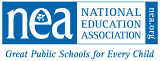 nea
NATIONAL
EDUCATION
ASSOCIATION
nea.org
Great Public Schools for Every Child